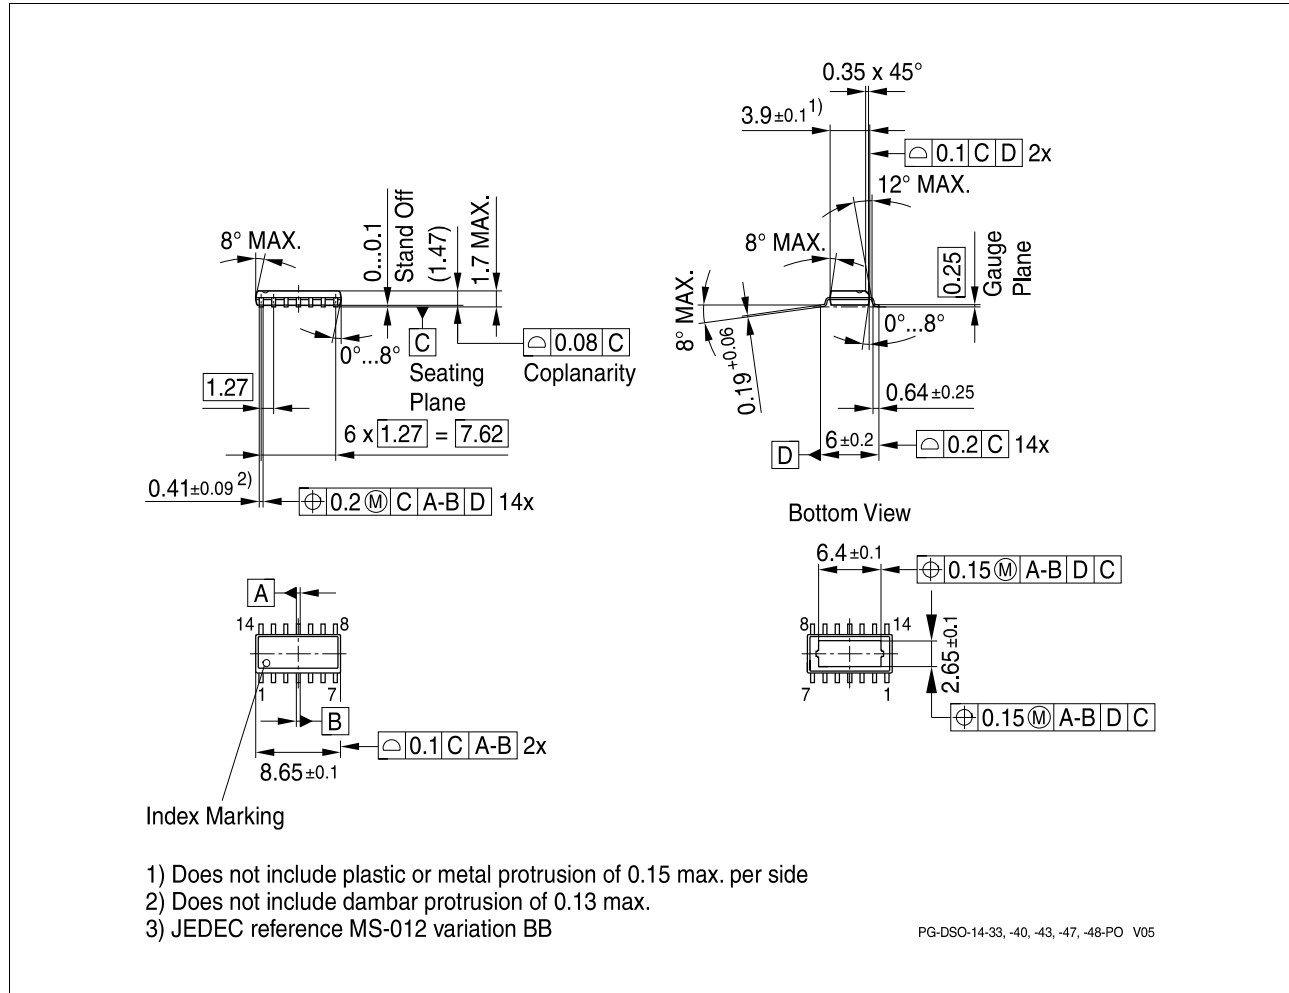 0.35 x 45°
3.9 ±0.1 1)
⌓ 0.1 C D 2x
12° MAX.
8° MAX.
0.25
Gauge
Plane
8° MAX.
0.19 +0.06
0°...8°
0.64 ±0.25
D
6 ±0.2
⌓ 0.2 C 14x
8° MAX.
0...0.1
Stand Off
(1.47)
1.7 MAX.
0°...8°
C
Seating
Plane
⌓ 0.08 C
Coplanarity
1.27
6 x 1.27 = 7.62
0.41 ±0.09 2)
⌖ 0.2 Ⓜ C A-B D 14x
Bottom View
6.4 ±0.1
⌖ 0.15 Ⓜ A-B D C
8 14
2.65 ±0.1
7 1
⌖ 0.15 Ⓜ A-B D C
A
14 8
1 7
B
⌓ 0.1 C A-B 2x
8.65 ±0.1
Index Marking
1) Does not include plastic or metal protrusion of 0.15 max. per side
2) Does not include dambar protrusion of 0.13 max.
3) JEDEC reference MS-012 variation BB
PG-DSO-14-33, -40, -43, -47, -48-PO V05